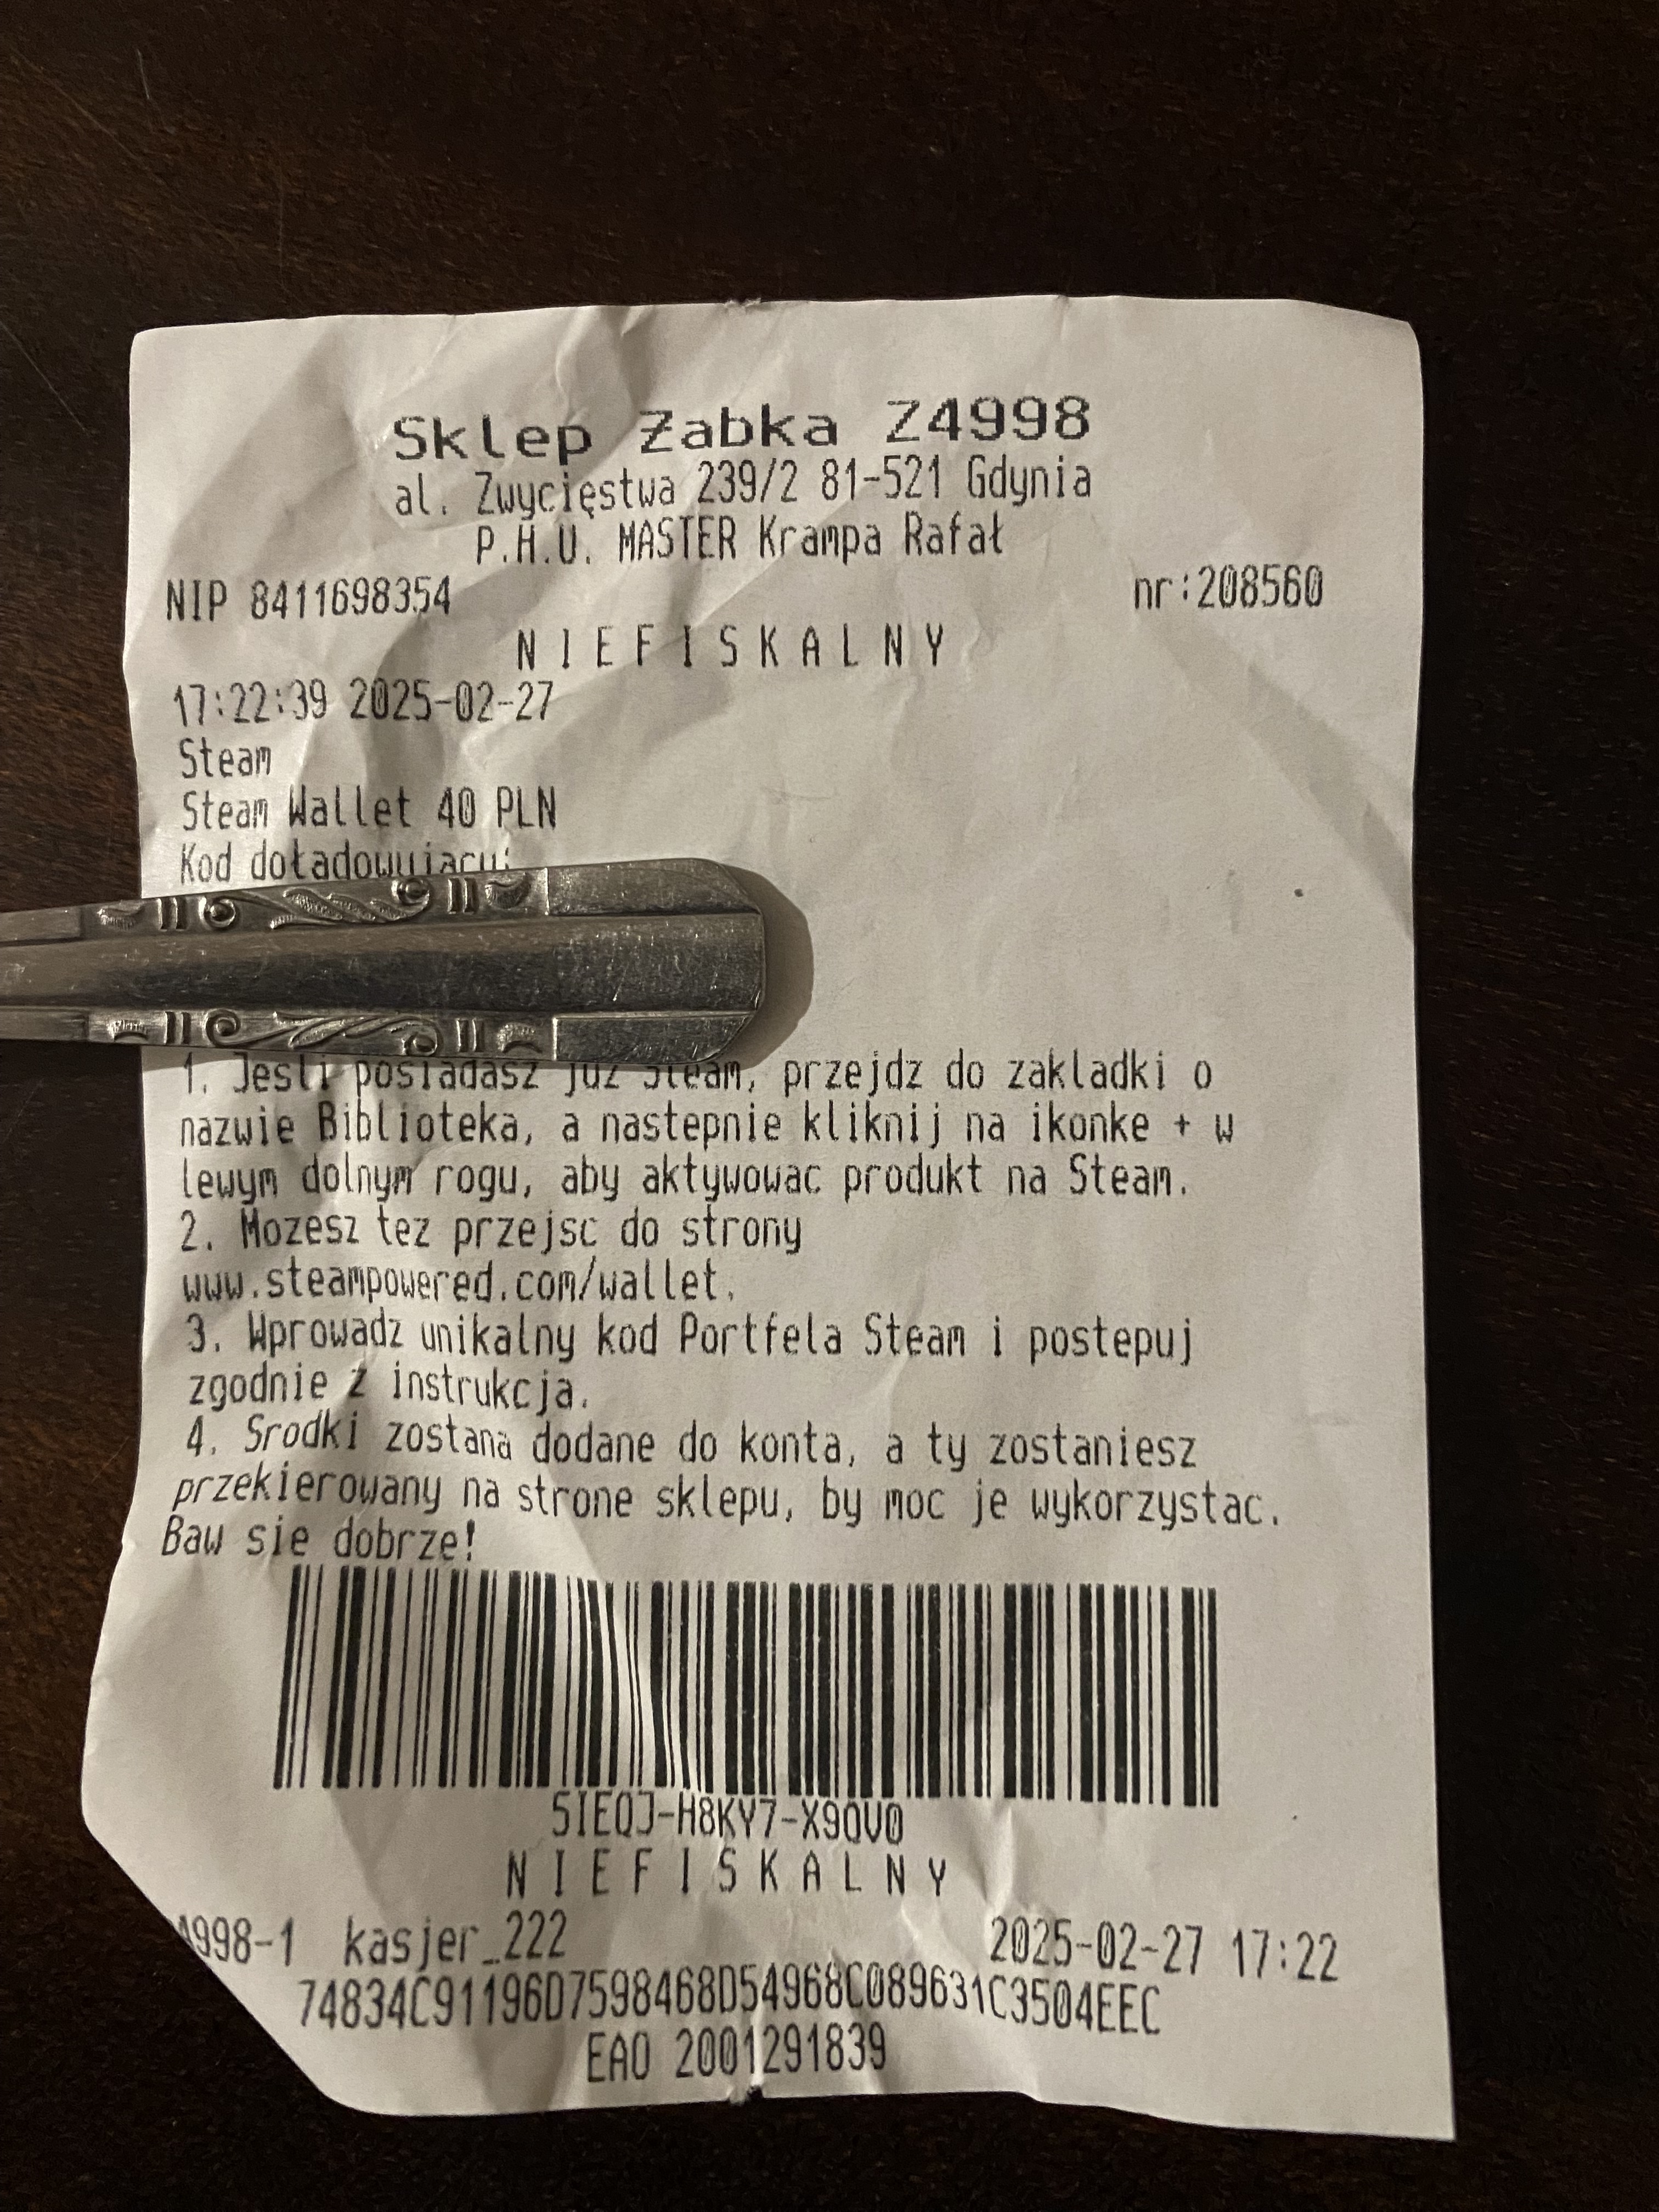 Sklep Żabka Z4998
al. Zwycięstwa 239/2 81-521 Gdynia
P.H.U. MASTER Krampa Rafał
NIP 8411698354 nr:208560
N I E F I S K A L N Y
17:22:39 2025-02-27
Steam
Steam Wallet 40 PLN
Kod doładowujący:
1. Jesli posiadasz juz Steam, przejdz do zakladki o
nazwie Biblioteka, a nastepnie kliknij na ikonke + w
lewym dolnym rogu, aby aktywowac produkt na Steam.
2. Mozesz tez przejsc do strony
www.steampowered.com/wallet.
3. Wprowadz unikalny kod Portfela Steam i postepuj
zgodnie z instrukcja.
4. Srodki zostana dodane do konta, a ty zostaniesz
przekierowany na strone sklepu, by moc je wykorzystac.
Baw sie dobrze!
N I E F I S K A L N Y
4998-1 kasjer_222 2025-02-27 17:22
74834C91196D7598468D54968C089631C3504EEC
EAO 2001291839